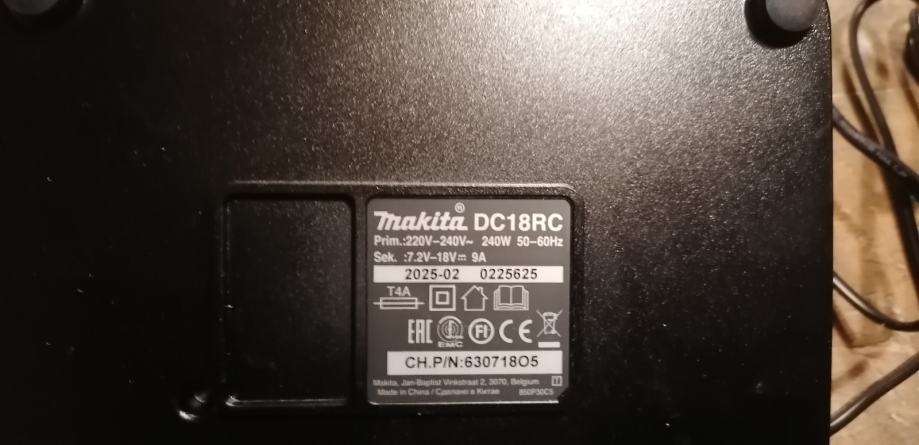 makita® DC18RC
Prim.:220V-240V~ 240W 50-60Hz
Sek. :7.2V-18V⎓ 9A
2025-02 0225625
T4A
EAC EMC FI CE
CH.P/N:630718O5
Makita, Jan-Baptist Vinkstraat 2, 3070, Belgium
Made in China / Сделано в Китае 850P30C5